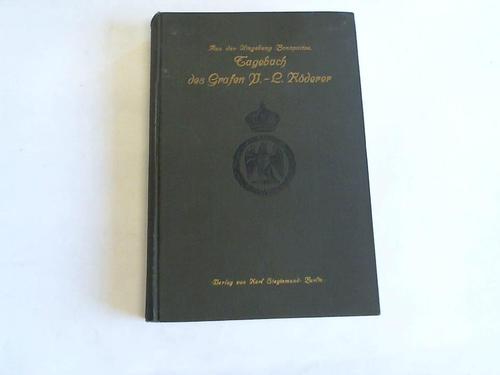 Aus der Umgebung Bonapartes.
Tagebuch
des Grafen P.-L. Röderer
Verlag von Karl Siegismund - Berlin.